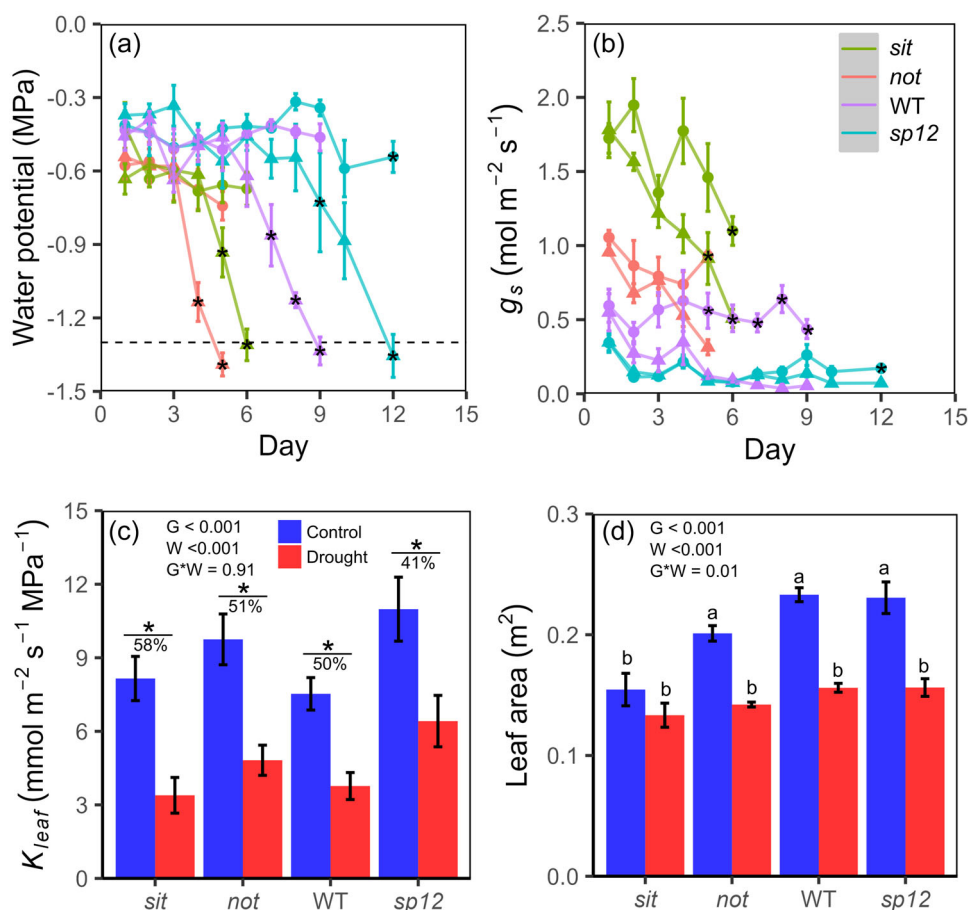 (a)
Water potential (MPa)
0.0
-0.3
-0.6
-0.9
-1.2
-1.5
* * * * * * * * * *
0 3 6 9 12 15
Day
(b)
gs (mol m−2 s−1)
2.5
2.0
1.5
1.0
0.5
0.0
sit
not
WT
sp12
* * * * * * * *
0 3 6 9 12 15
Day
(c)
Kleaf (mmol m−2 s−1 MPa−1)
15
12
9
6
3
0
G < 0.001
W <0.001
G*W = 0.91
Control
Drought
*
58%
*
51%
*
50%
*
41%
sit not WT sp12
(d)
Leaf area (m2)
0.3
0.2
0.1
0.0
G < 0.001
W <0.001
G*W = 0.01
b b a b a b a b
sit not WT sp12